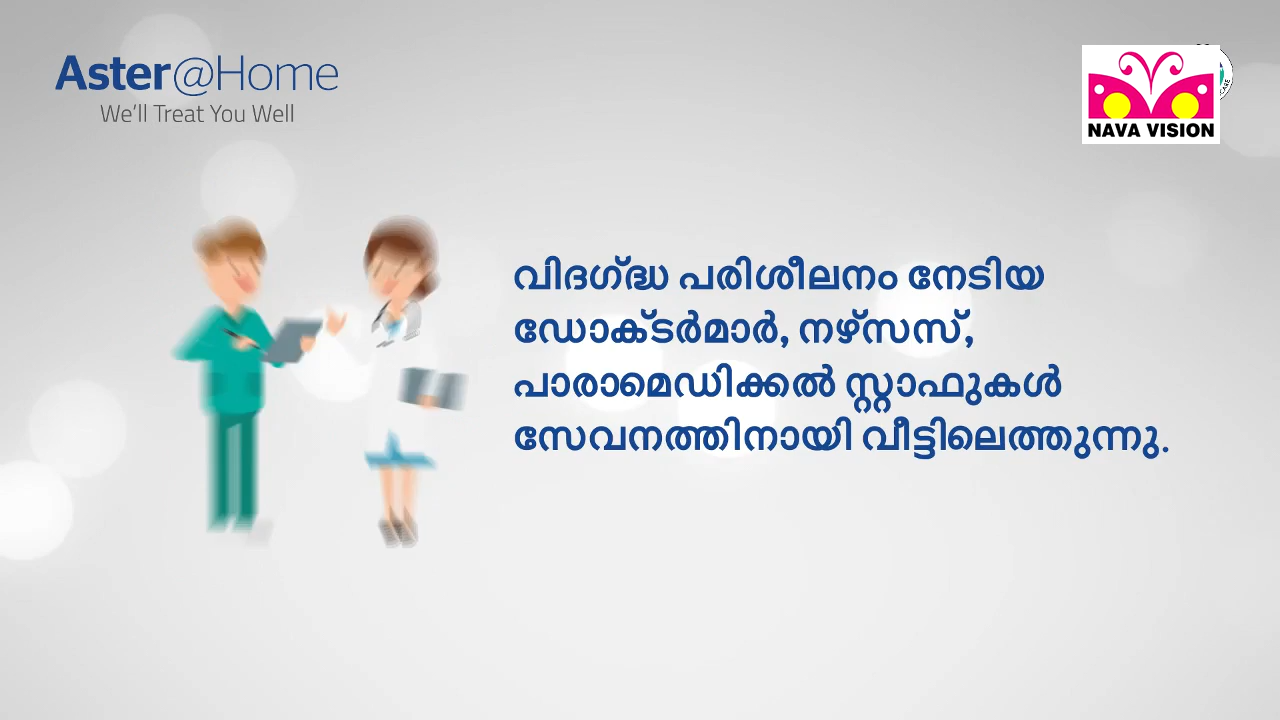 Aster@Home
We'll Treat You Well
NAVA VISION
വിദഗ്ദ്ധ പരിശീലനം നേടിയ
ഡോക്ടർമാർ, നഴ്സസ്,
പാരാമെഡിക്കൽ സ്റ്റാഫുകൾ
സേവനത്തിനായി വീട്ടിലെത്തുന്നു.